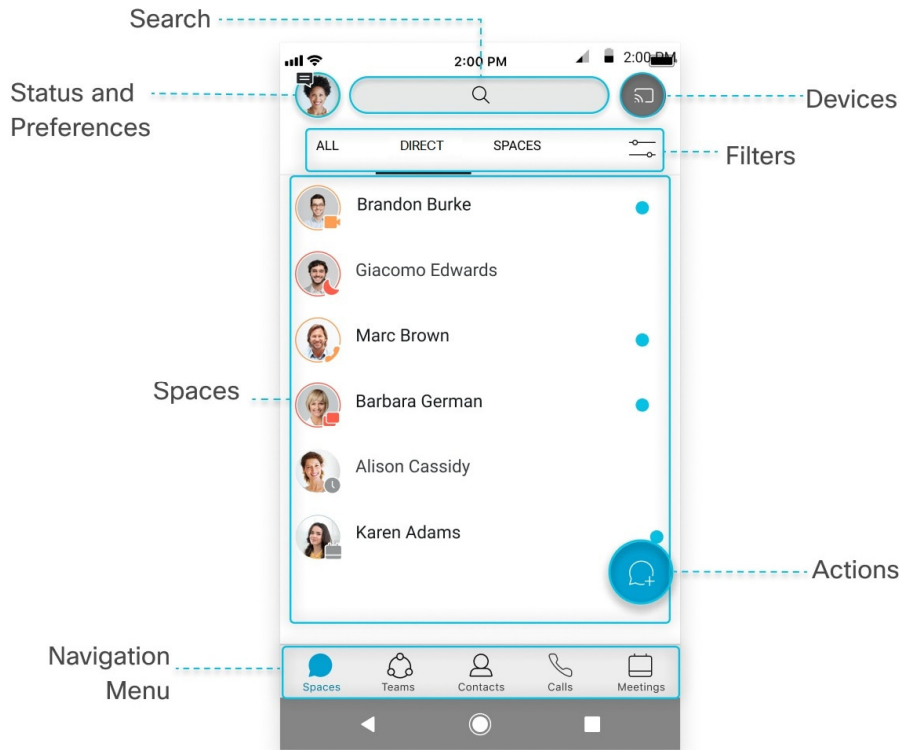 Search
2:00 PM
2:00 PM
Status and
Preferences
Devices
ALL DIRECT SPACES
Filters
Brandon Burke
Giacomo Edwards
Marc Brown
Spaces
Barbara German
Alison Cassidy
Karen Adams
Actions
Navigation
Menu
Spaces Teams Contacts Calls Meetings